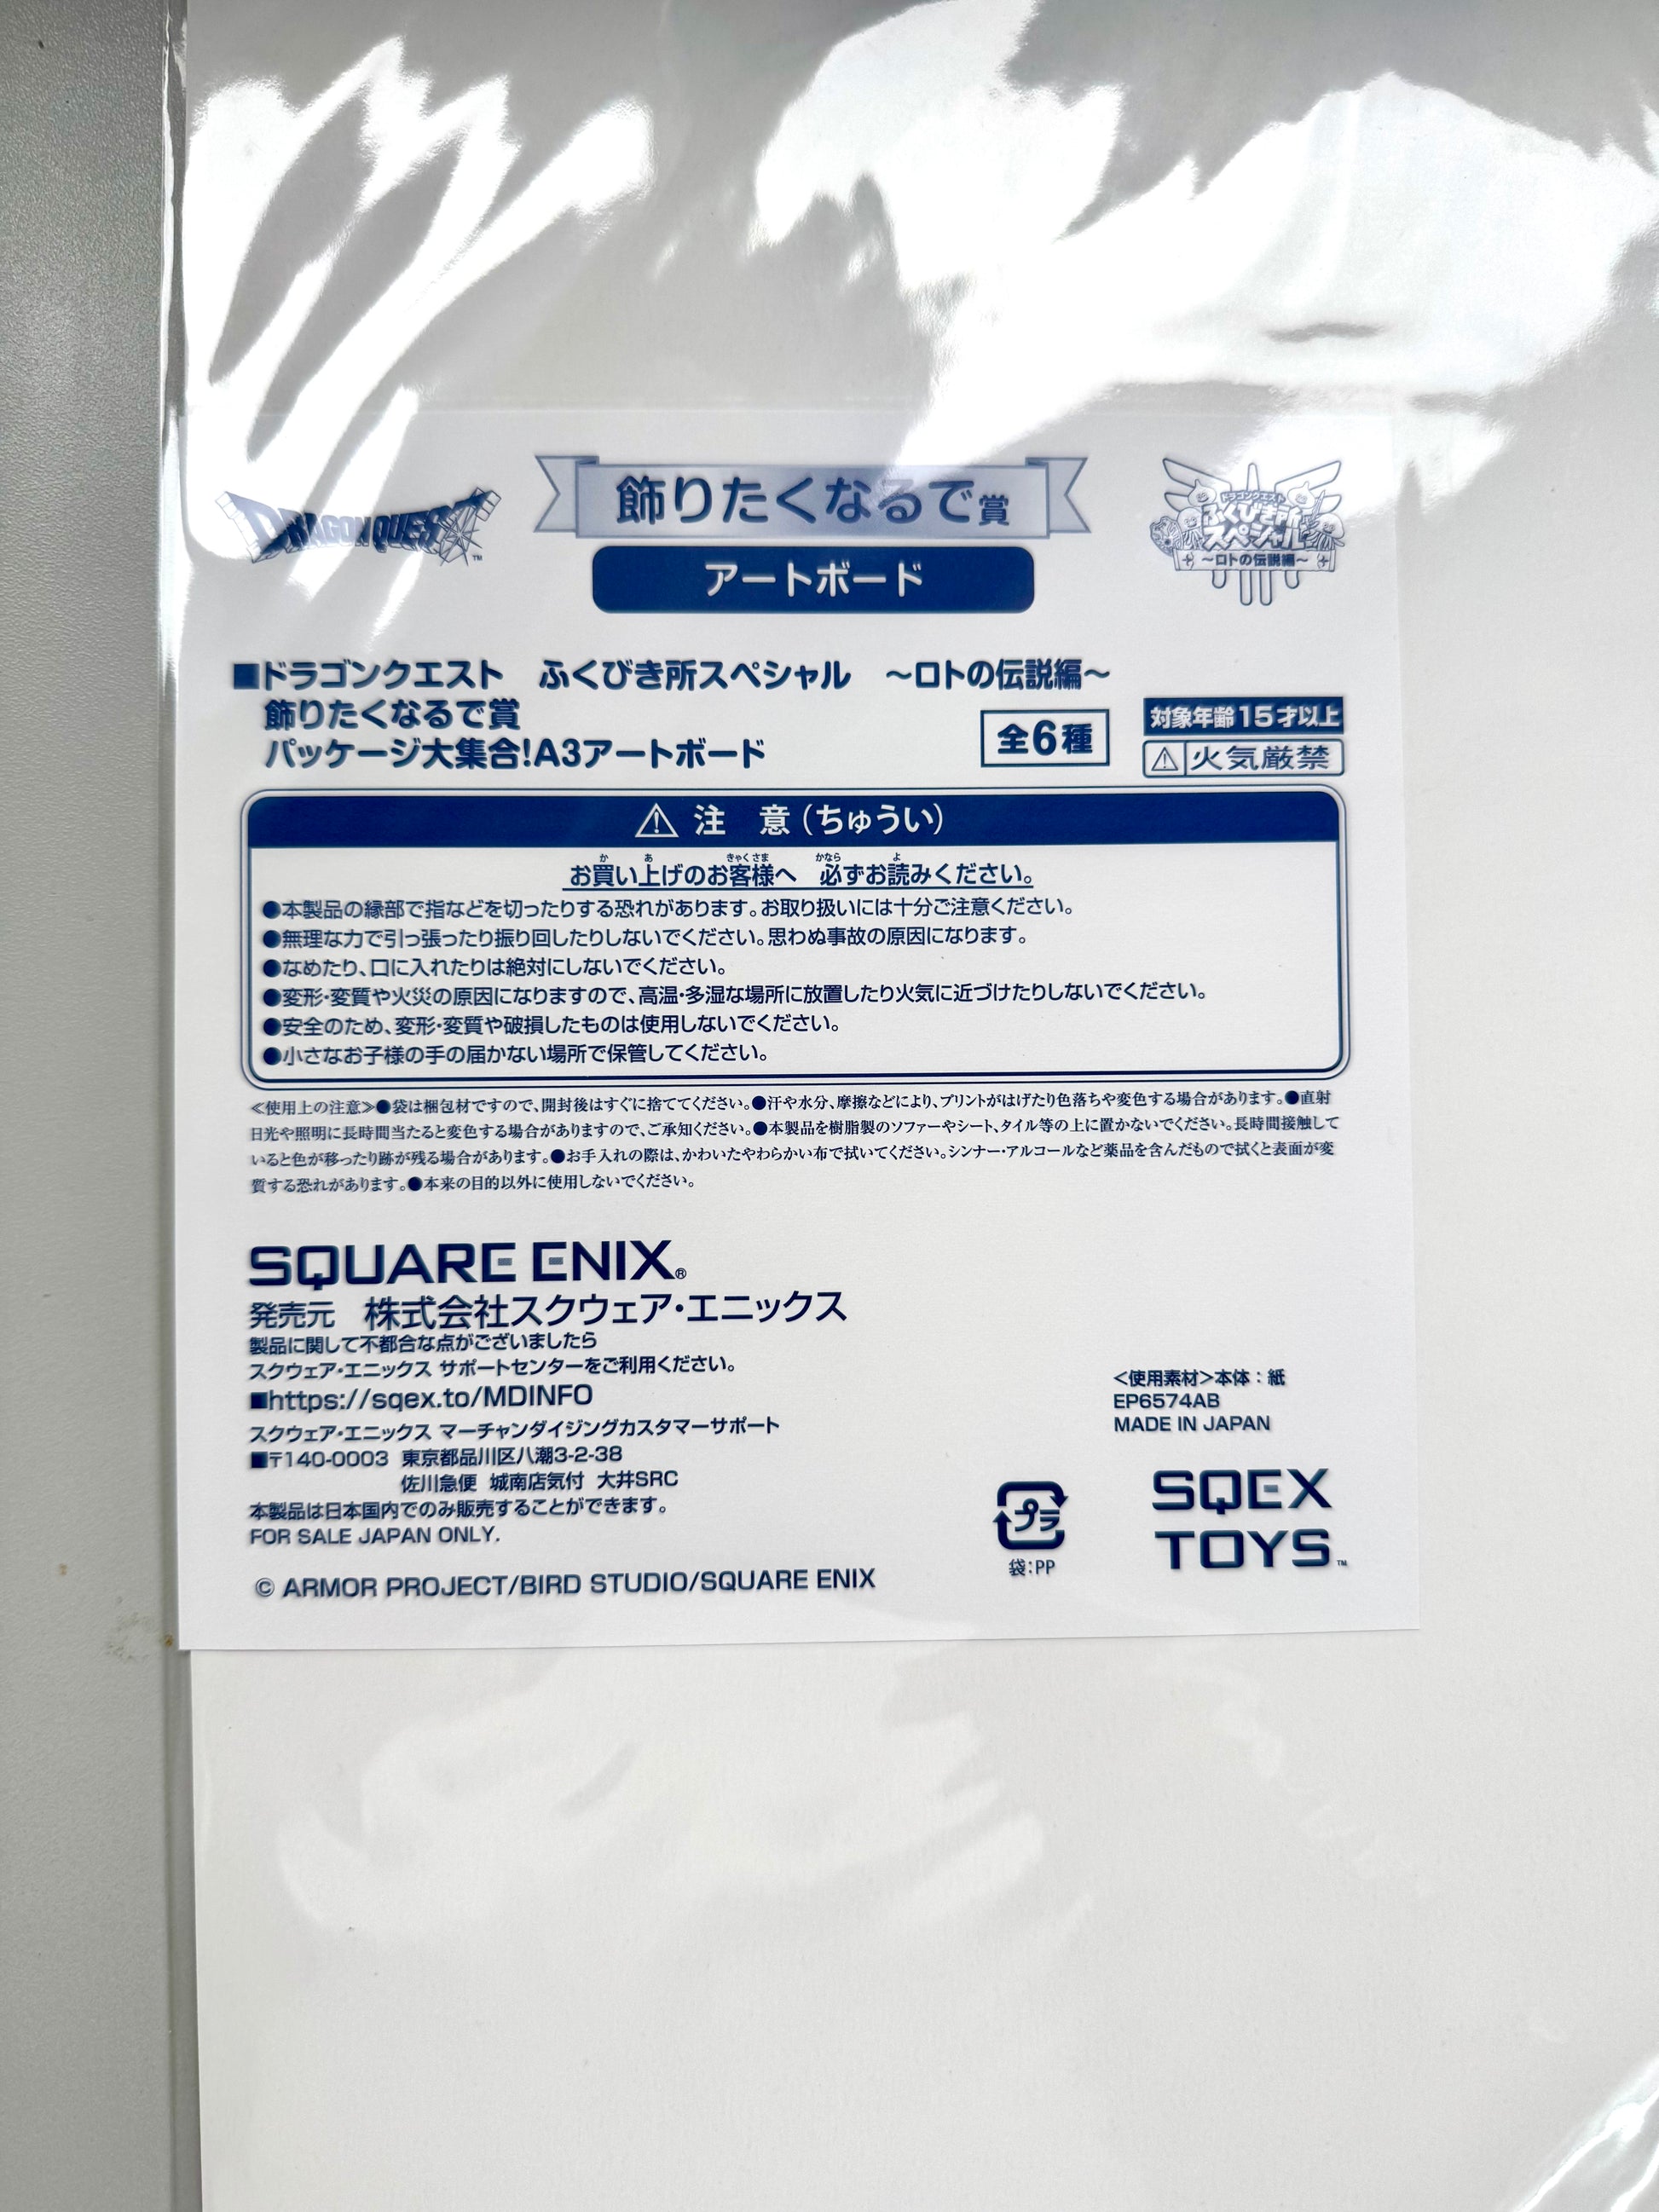 DRAGON QUEST™
飾りたくなるで賞
アートボード
ドラゴンクエスト
ふくびき所
スペシャル
～ロトの伝説編～
■ドラゴンクエスト　ふくびき所スペシャル　～ロトの伝説編～
飾りたくなるで賞
パッケージ大集合!A3アートボード
全6種
対象年齢15才以上
⚠火気厳禁
⚠ 注　意(ちゅうい)
お買い上げのお客様へ　必ずお読みください。
●本製品の縁部で指などを切ったりする恐れがあります。お取り扱いには十分ご注意ください。
●無理な力で引っ張ったり振り回したりしないでください。思わぬ事故の原因になります。
●なめたり、口に入れたりは絶対にしないでください。
●変形・変質や火災の原因になりますので、高温・多湿な場所に放置したり火気に近づけたりしないでください。
●安全のため、変形・変質や破損したものは使用しないでください。
●小さなお子様の手の届かない場所で保管してください。
≪使用上の注意≫●袋は梱包材ですので、開封後はすぐに捨ててください。●汗や水分、摩擦などにより、プリントがはげたり色落ちや変色する場合があります。●直射
日光や照明に長時間当たると変色する場合がありますので、ご承知ください。●本製品を樹脂製のソファーやシート、タイル等の上に置かないでください。長時間接触して
いると色が移ったり跡が残る場合があります。●お手入れの際は、かわいたやわらかい布で拭いてください。シンナー・アルコールなど薬品を含んだもので拭くと表面が変
質する恐れがあります。●本来の目的以外に使用しないでください。
SQUARE ENIX®
発売元　株式会社スクウェア・エニックス
製品に関して不都合な点がございましたら
スクウェア・エニックス サポートセンターをご利用ください。
■https://sqex.to/MDINFO
スクウェア・エニックス マーチャンダイジングカスタマーサポート
■〒140-0003 東京都品川区八潮3-2-38
佐川急便 城南店気付 大井SRC
本製品は日本国内でのみ販売することができます。
FOR SALE JAPAN ONLY.
© ARMOR PROJECT/BIRD STUDIO/SQUARE ENIX
<使用素材>本体：紙
EP6574AB
MADE IN JAPAN
プラ
袋:PP
SQEX
TOYS™